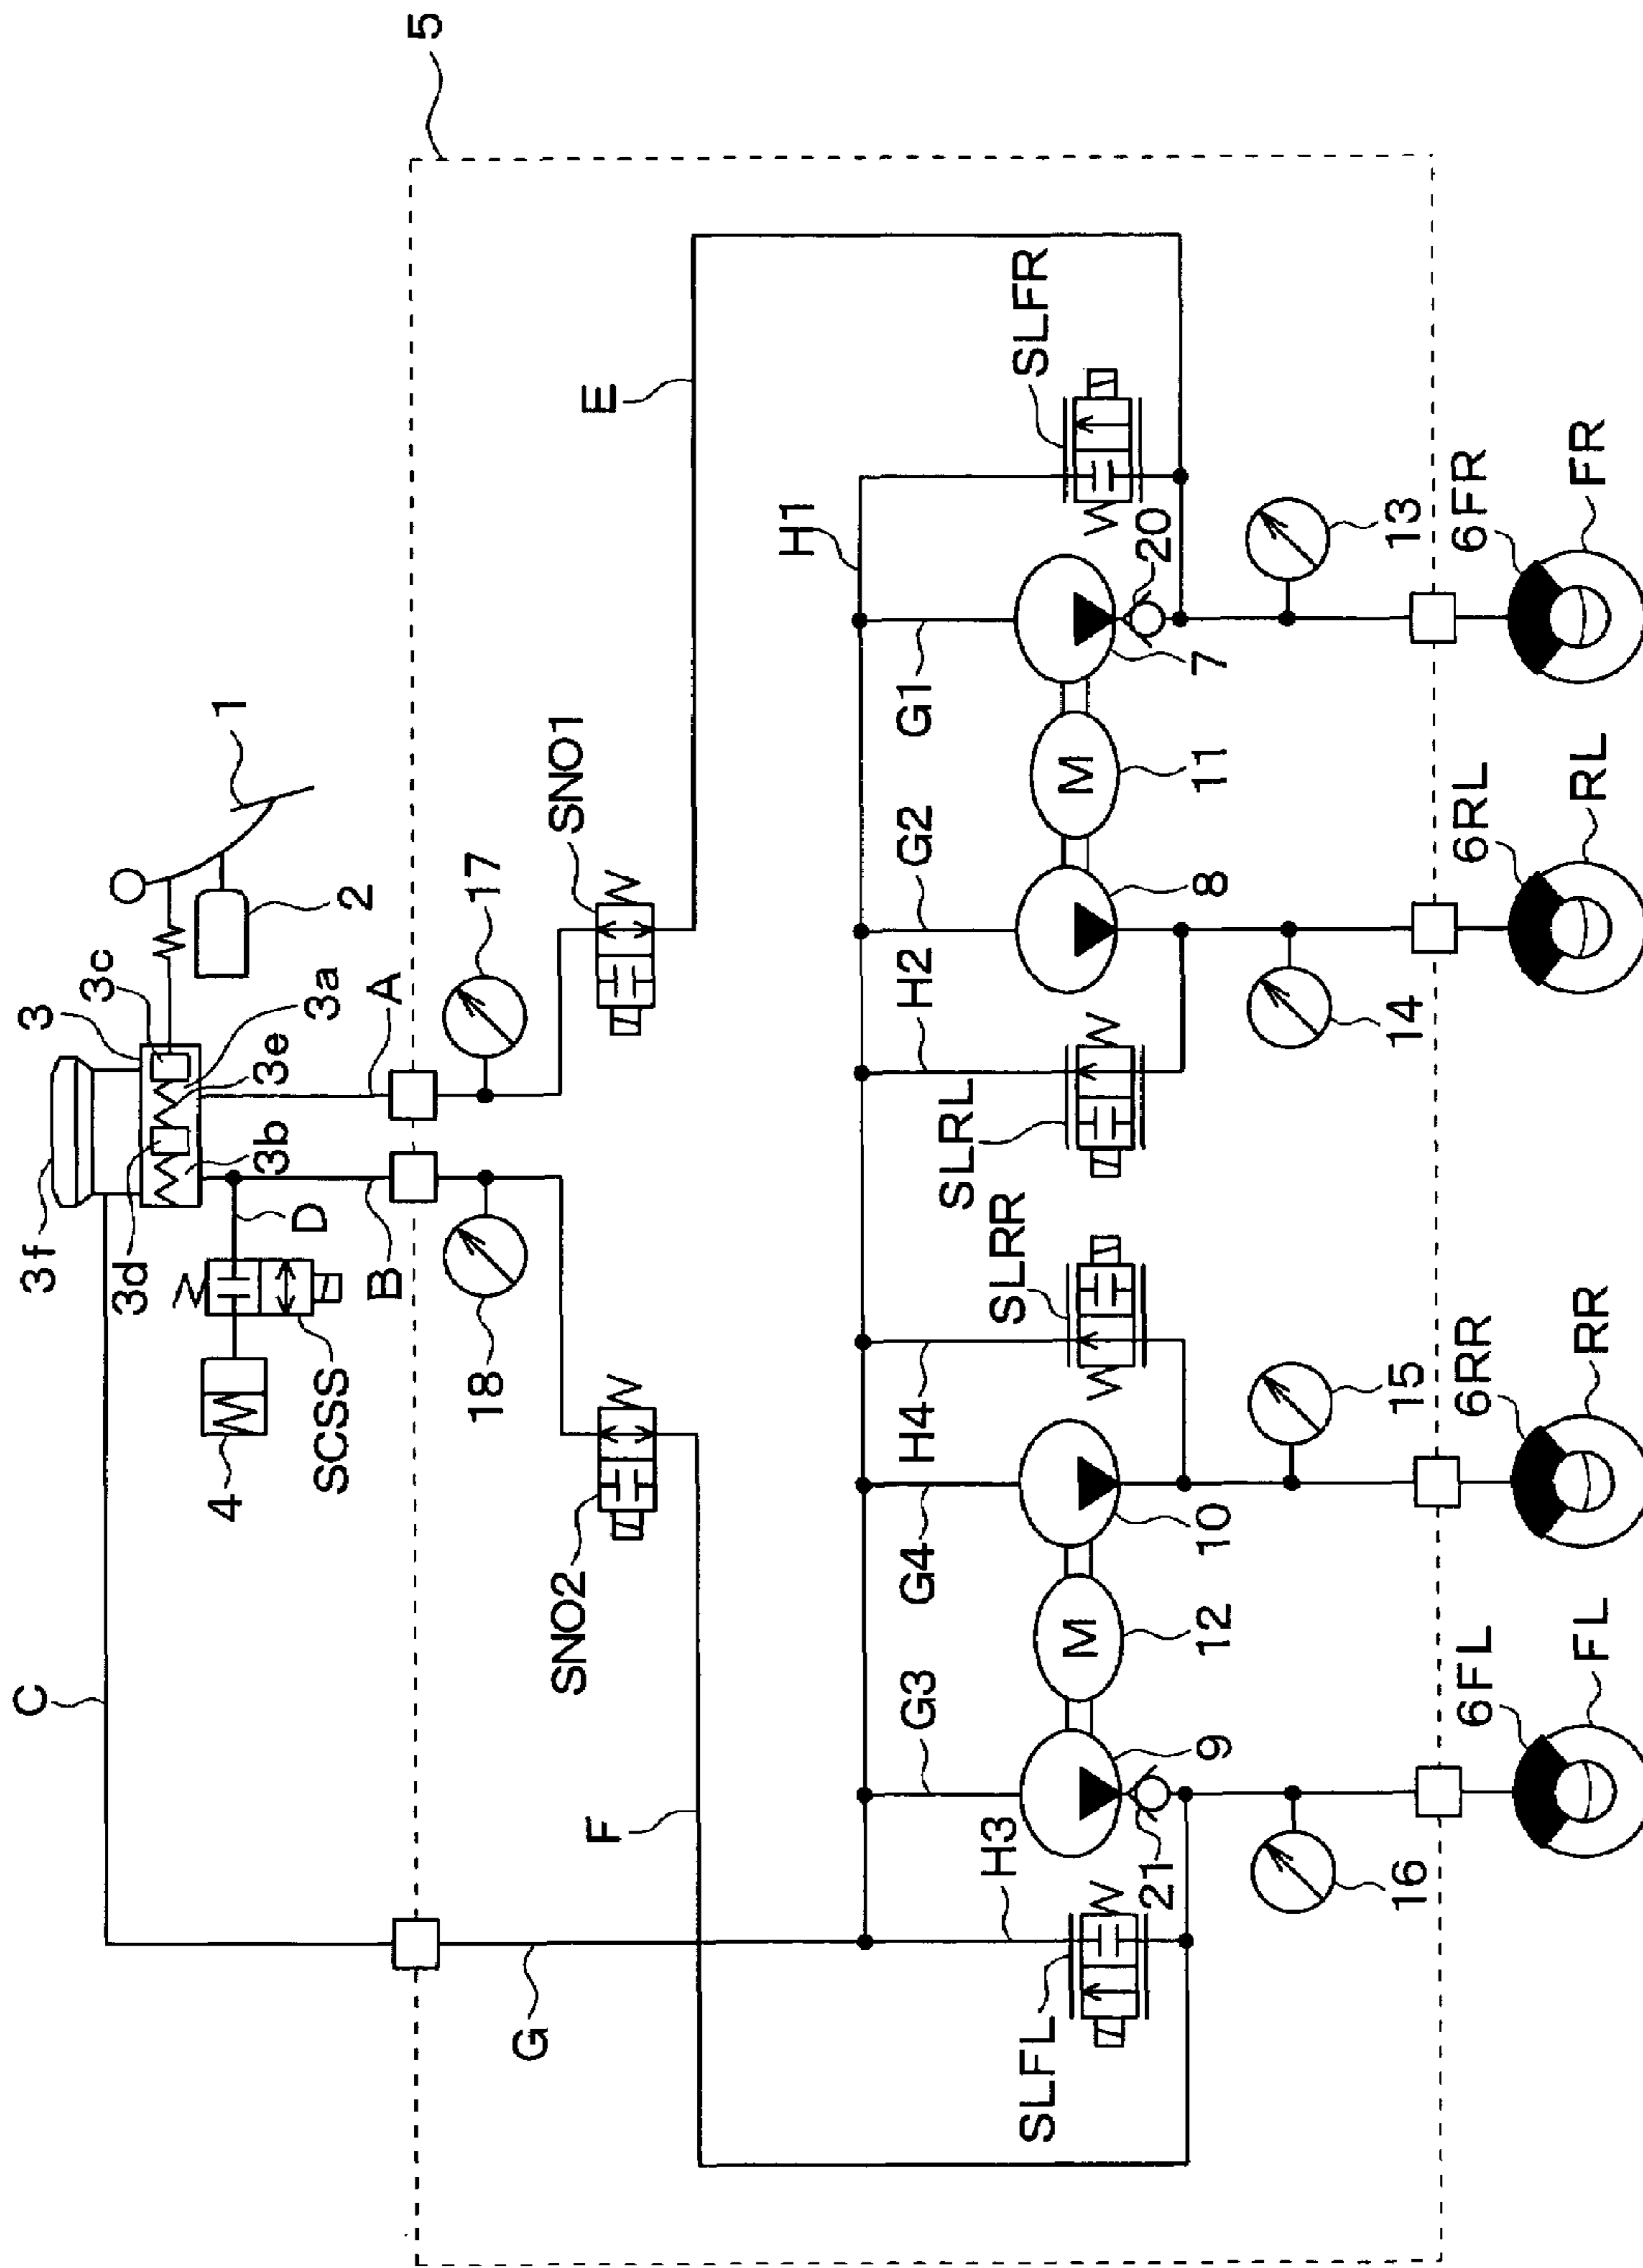 5
1
2
3
3c
3a
3e
3b
3d
3f
A
B
C
D
4
SCSS
17
18
SNO1
SNO2
E
F
G
H1
SLFR
G1
G2
H2
SLRL
SLRR
H4
G4
G3
H3
SLFL
20
7
M
11
8
10
M
12
9
21
13
14
15
16
6FR
FR
6RL
RL
6RR
RR
6FL
FL